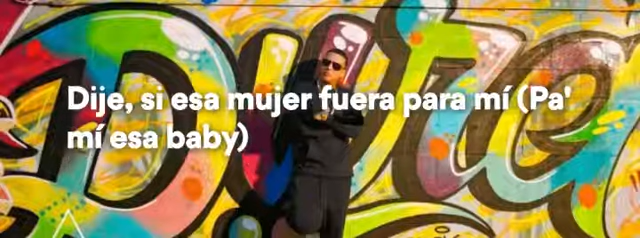 Dije, si esa mujer fuera para mí (Pa'
mí esa baby)